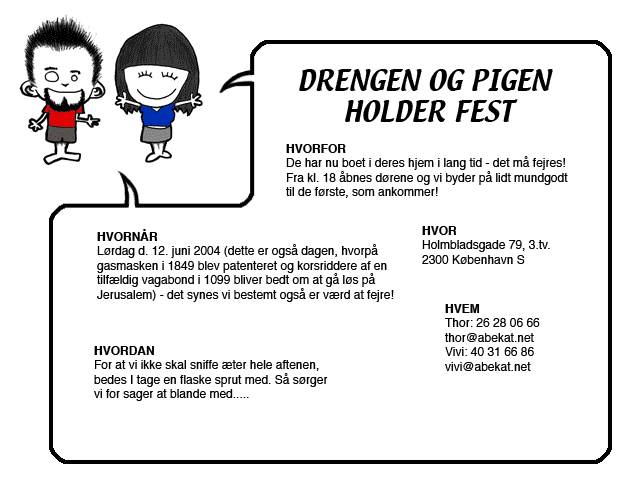 DRENGEN OG PIGEN
HOLDER FEST
HVORFOR
De har nu boet i deres hjem i lang tid - det må fejres!
Fra kl. 18 åbnes dørene og vi byder på lidt mundgodt
til de første, som ankommer!
HVORNÅR
Lørdag d. 12. juni 2004 (dette er også dagen, hvorpå
gasmasken i 1849 blev patenteret og korsriddere af en
tilfældig vagabond i 1099 bliver bedt om at gå løs på
Jerusalem) - det synes vi bestemt også er værd at fejre!
HVOR
Holmbladsgade 79, 3.tv.
2300 København S
HVEM
Thor: 26 28 06 66
thor@abekat.net
Vivi: 40 31 66 86
vivi@abekat.net
HVORDAN
For at vi ikke skal sniffe æter hele aftenen,
bedes I tage en flaske sprut med. Så sørger
vi for sager at blande med.....